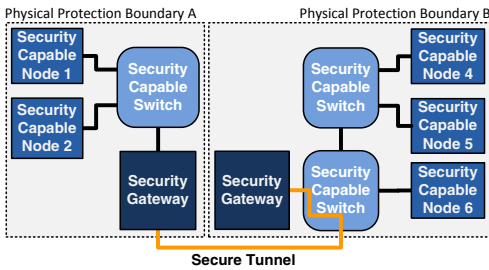 Physical Protection Boundary A
Physical Protection Boundary B
Security
Capable
Node 1
Security
Capable
Node 2
Security
Capable
Switch
Security
Gateway
Security
Gateway
Security
Capable
Switch
Security
Capable
Switch
Security
Capable
Node 4
Security
Capable
Node 5
Security
Capable
Node 6
Secure Tunnel